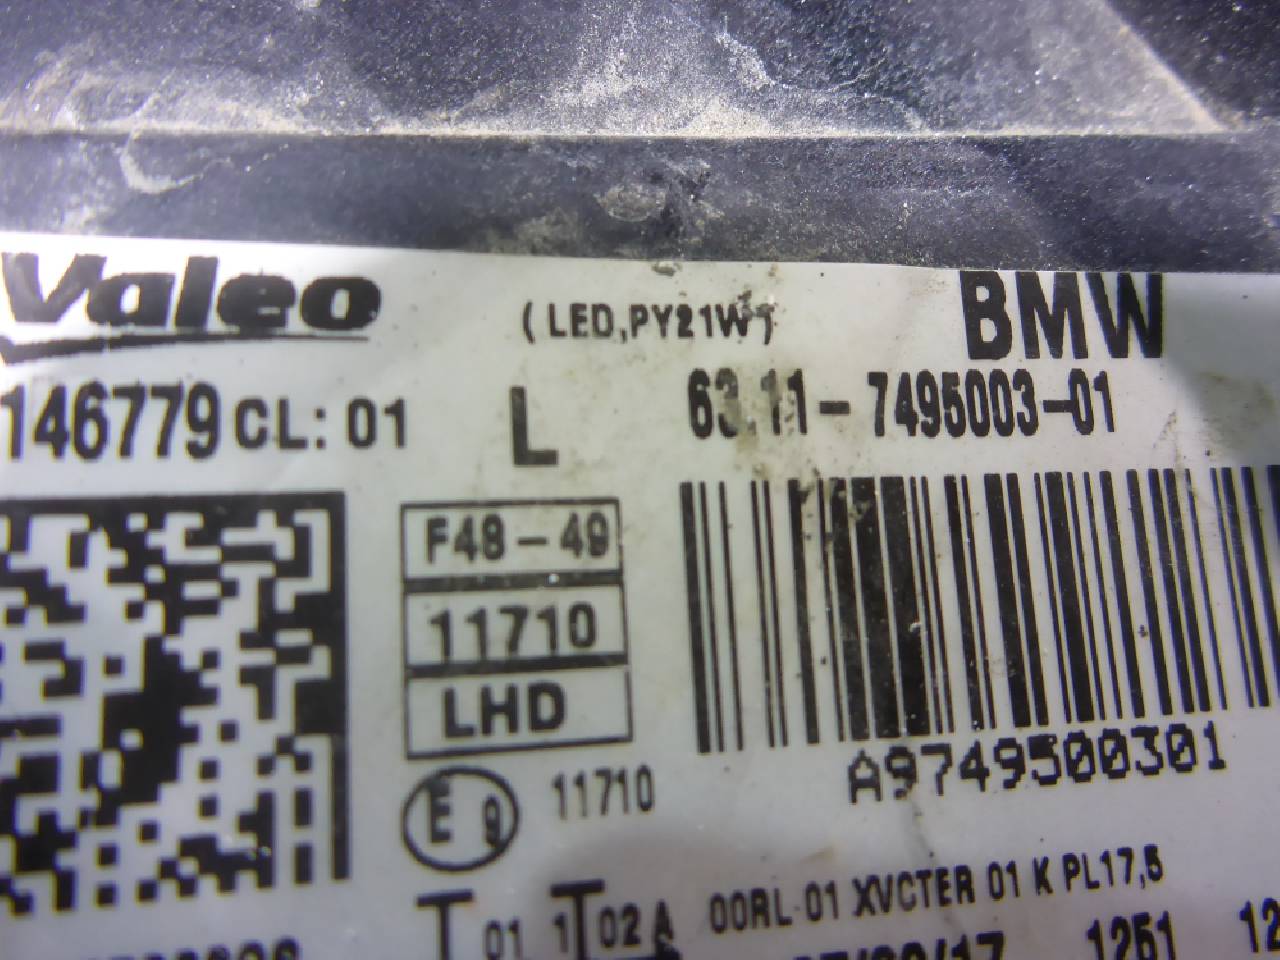 Valeo (LED,PY21W) BMW
146779 CL: 01 L 63.11-7495003-01
F48-49
11710
LHD
A9749500301
E 9 11710
00RL-01 XVCTER 01 K PL17,5
T 01 1T 02 A
1251